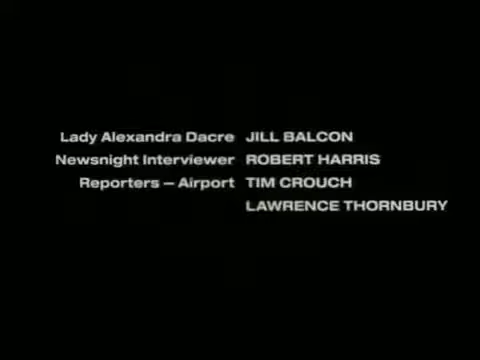 Lady Alexandra Dacre JILL BALCON
Newsnight Interviewer ROBERT HARRIS
Reporters – Airport TIM CROUCH
LAWRENCE THORNBURY